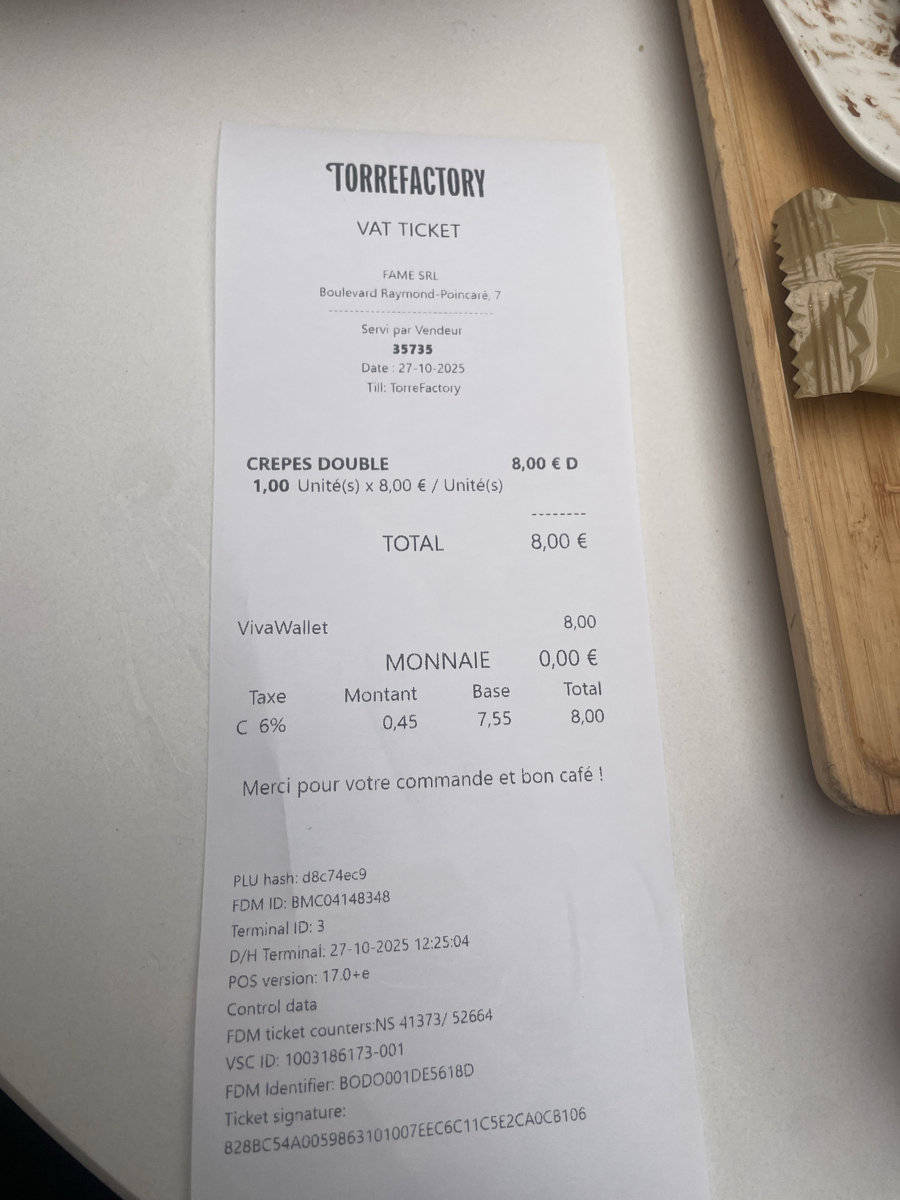 TORREFACTORY
VAT TICKET
FAME SRL
Boulevard Raymond-Poincaré, 7
--------------------------------
Servi par Vendeur
35735
Date : 27-10-2025
Till: TorreFactory
CREPES DOUBLE 8,00 € D
1,00 Unité(s) x 8,00 € / Unité(s)
--------
TOTAL 8,00 €
VivaWallet 8,00
MONNAIE 0,00 €
Taxe Montant Base Total
C 6% 0,45 7,55 8,00
Merci pour votre commande et bon café !
PLU hash: d8c74ec9
FDM ID: BMC04148348
Terminal ID: 3
D/H Terminal: 27-10-2025 12:25:04
POS version: 17.0+e
Control data
FDM ticket counters:NS 41373/ 52664
VSC ID: 1003186173-001
FDM Identifier: BODO001DE5618D
Ticket signature:
828BC54A0059863101007EEC6C11C5E2CA0CB106